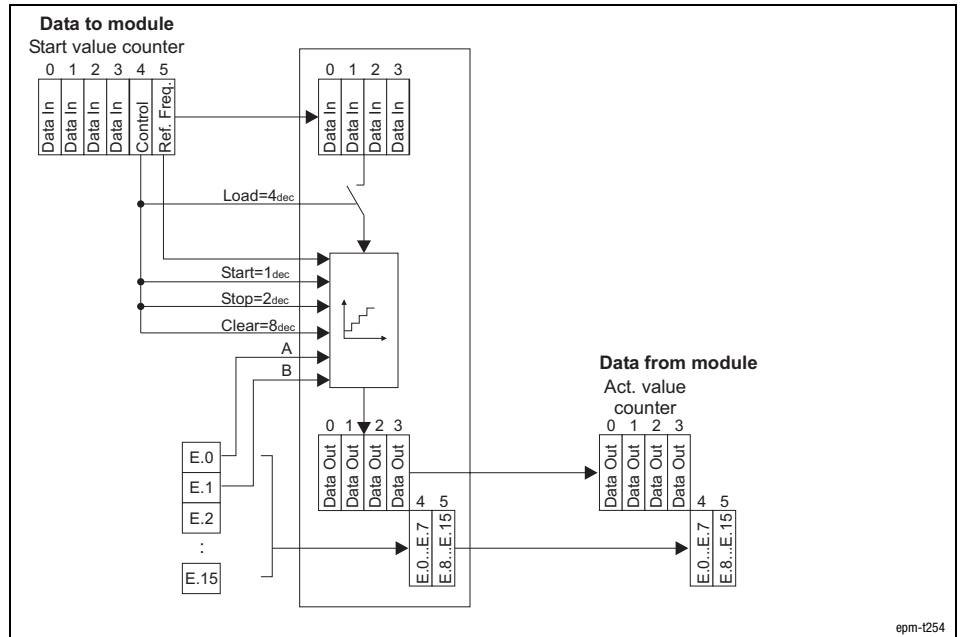 Data to module
Start value counter
0 1 2 3 4 5
Data In
Data In
Data In
Data In
Control
Ref. Freq.
0 1 2 3
Data In
Data In
Data In
Data In
Load=4dec
Start=1dec
Stop=2dec
Clear=8dec
A
B
E.0
E.1
E.2
:
E.15
0 1 2 3
Data Out
Data Out
Data Out
Data Out
4 5
E.0...E.7
E.8...E.15
Data from module
Act. value
counter
0 1 2 3
Data Out
Data Out
Data Out
Data Out
4 5
E.0...E.7
E.8...E.15
epm-t254